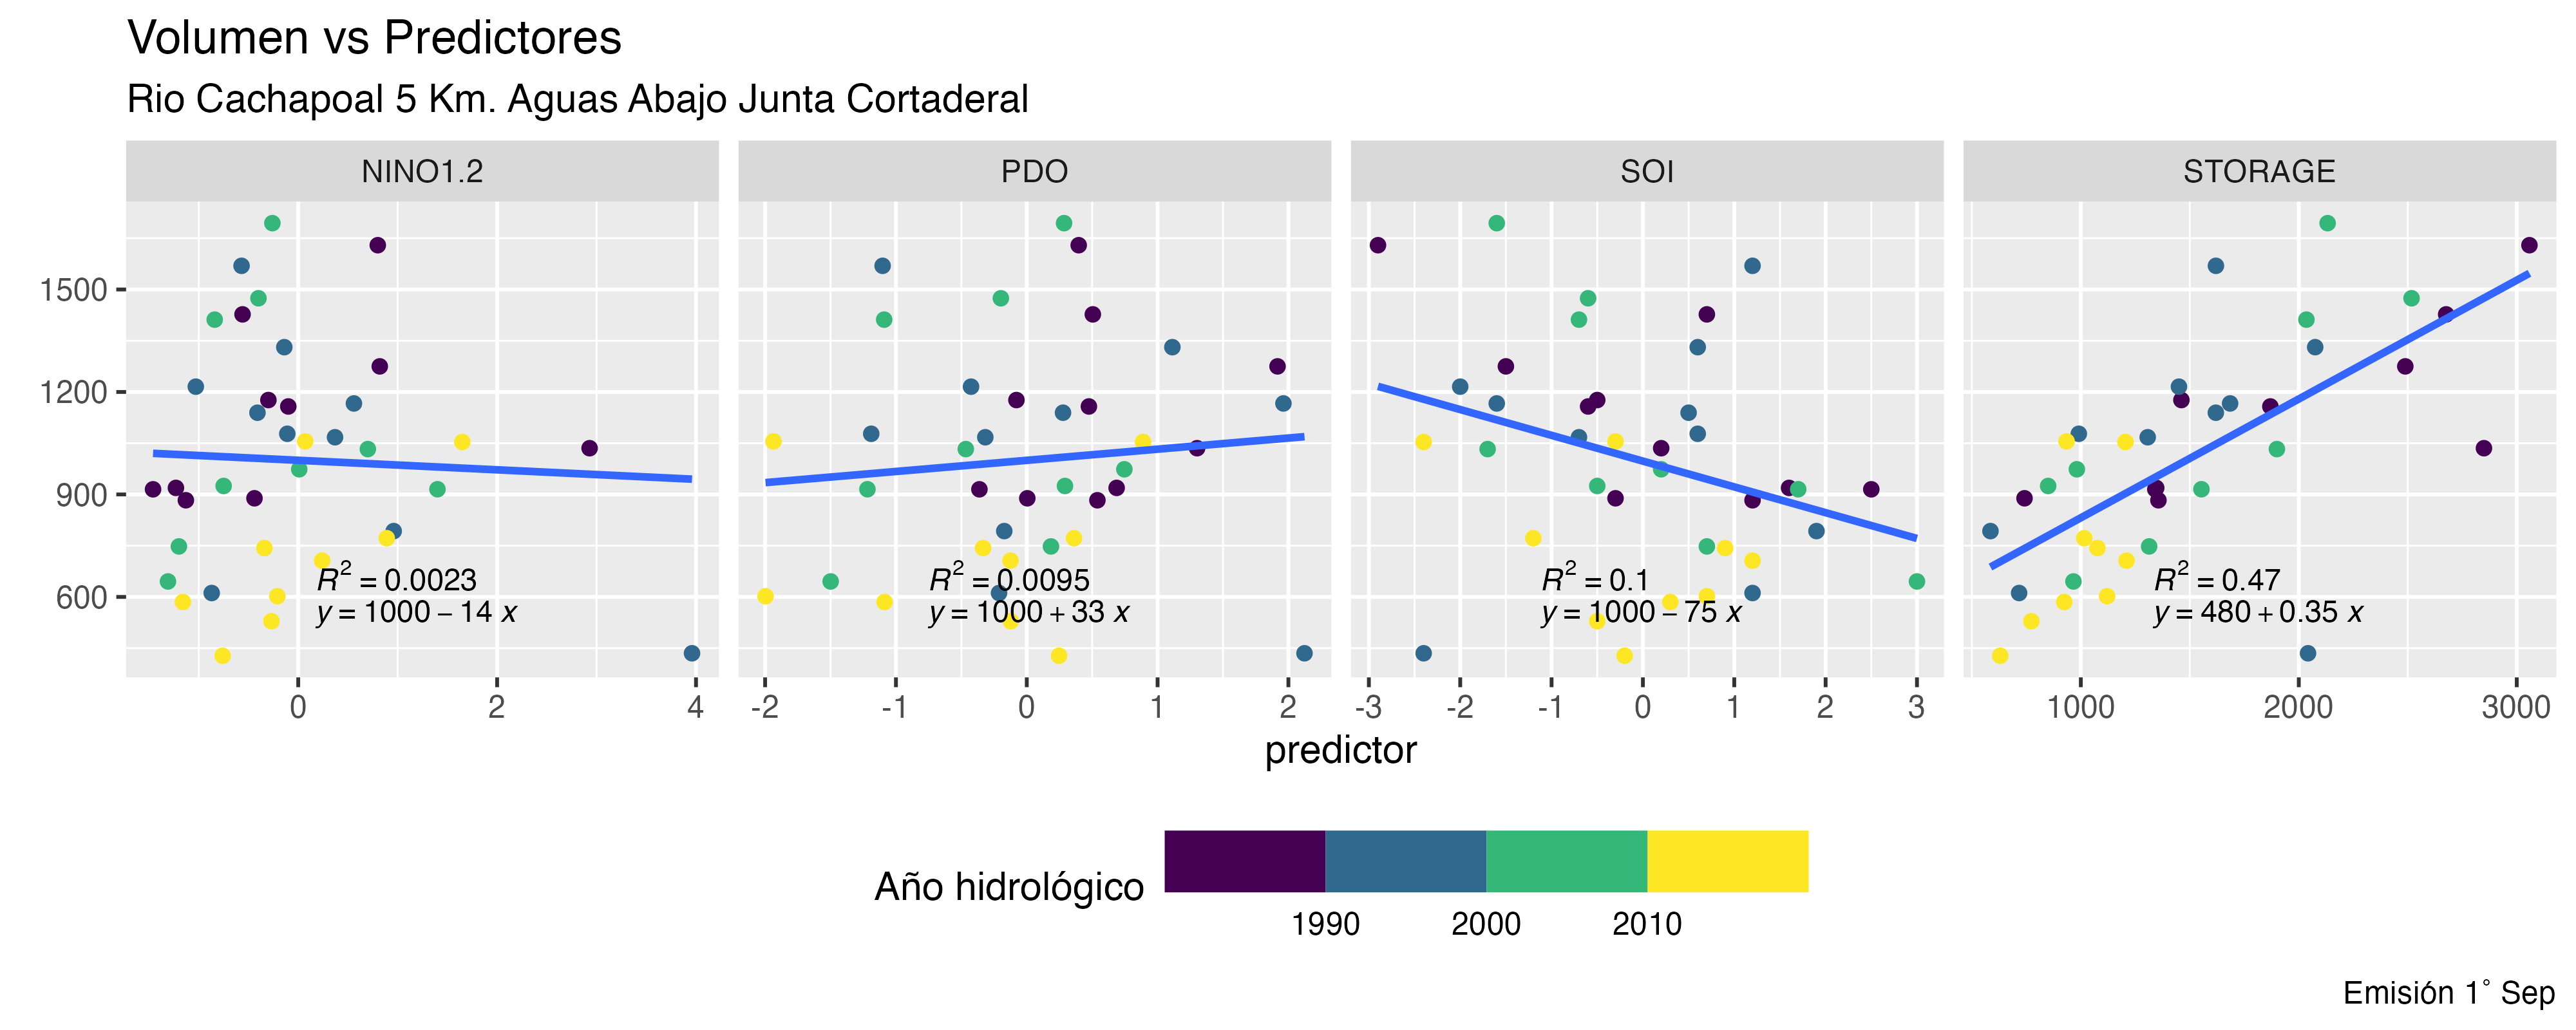 Volumen vs Predictores
Rio Cachapoal 5 Km. Aguas Abajo Junta Cortaderal
NINO1.2 PDO SOI STORAGE
1500
1200
900
600
R² = 0.0023 R² = 0.0095 R² = 0.1 R² = 0.47
y = 1000 − 14 x y = 1000 + 33 x y = 1000 − 75 x y = 480 + 0.35 x
0 2 4 -2 -1 0 1 2 -3 -2 -1 0 1 2 3 1000 2000 3000
predictor
Año hidrológico
1990 2000 2010
Emisión 1° Sep